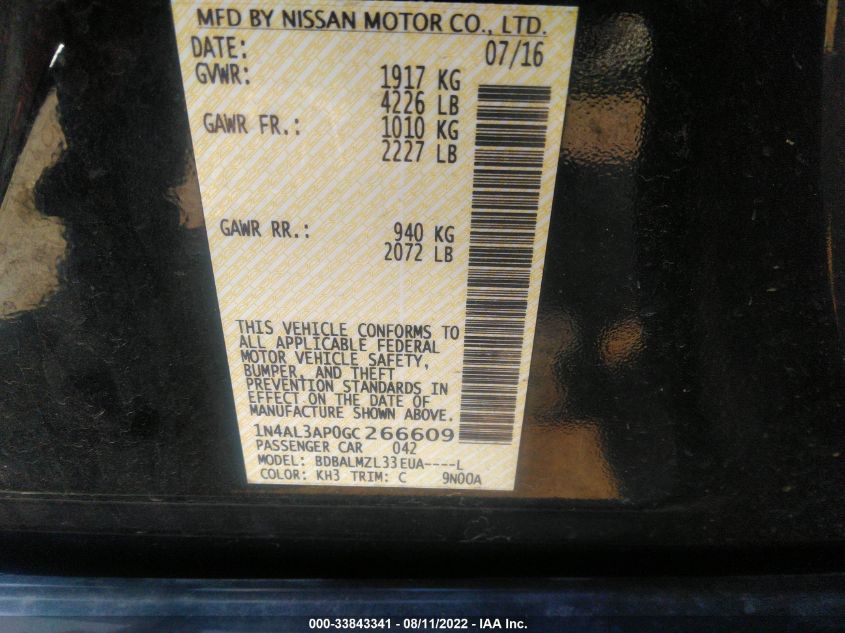 MFD BY NISSAN MOTOR CO., LTD.
DATE: 07/16
GVWR: 1917 KG
4226 LB
GAWR FR.: 1010 KG
2227 LB
GAWR RR.: 940 KG
2072 LB
THIS VEHICLE CONFORMS TO
ALL APPLICABLE FEDERAL
MOTOR VEHICLE SAFETY,
BUMPER, AND THEFT
PREVENTION STANDARDS IN
EFFECT ON THE DATE OF
MANUFACTURE SHOWN ABOVE.
1N4AL3AP0GC266609
PASSENGER CAR 042
MODEL: BDBALMZL33EUA----L
COLOR: KH3 TRIM: C 9N00A
000-33843341 - 08/11/2022 - IAA Inc.